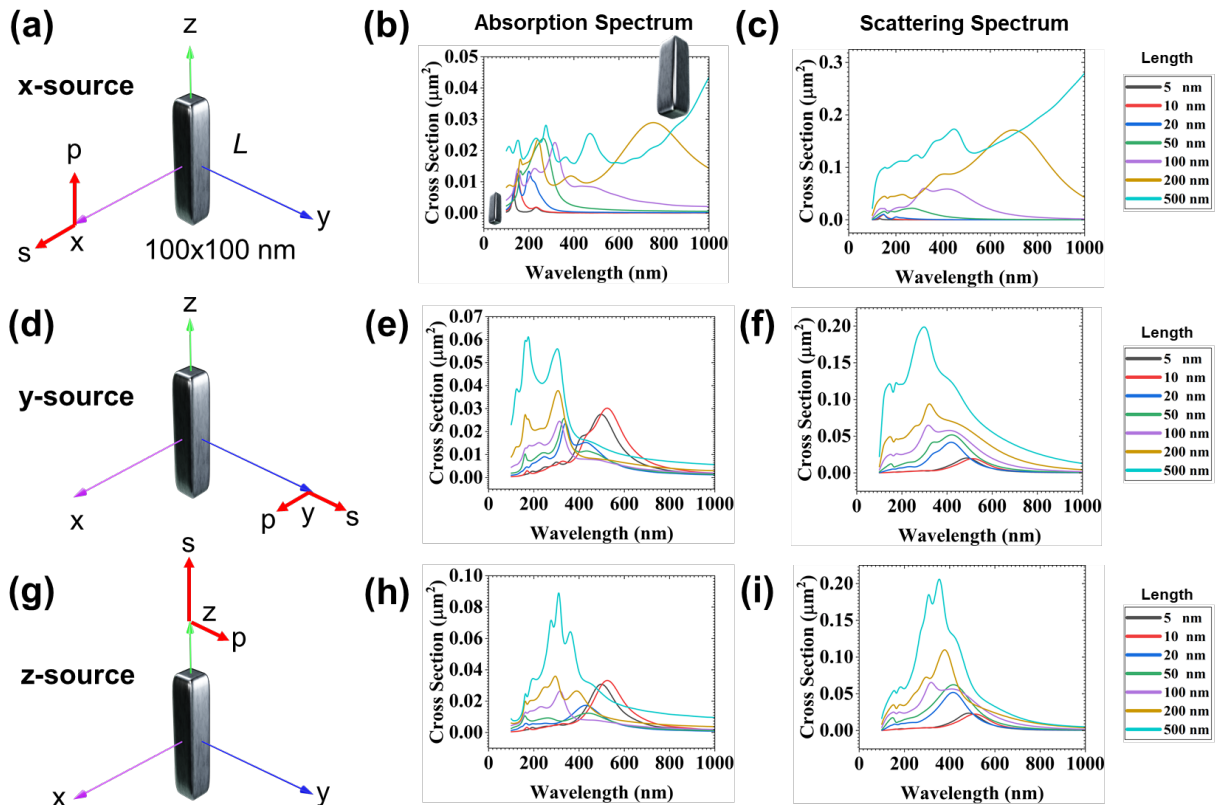 (a)
z
x-source
p
L
s
x
y
100x100 nm
(b)
Absorption Spectrum
Cross Section (μm²)
0.05
0.04
0.03
0.02
0.01
0.00
0 200 400 600 800 1000
Wavelength (nm)
(c)
Scattering Spectrum
Cross Section (μm²)
0.3
0.2
0.1
0.0
0 200 400 600 800 1000
Wavelength (nm)
Length
5 nm
10 nm
20 nm
50 nm
100 nm
200 nm
500 nm
(d)
z
y-source
x
p
y
s
(e)
Cross Section (μm²)
0.07
0.06
0.05
0.04
0.03
0.02
0.01
0.00
0 200 400 600 800 1000
Wavelength (nm)
(f)
Cross Section (μm²)
0.20
0.15
0.10
0.05
0.00
0 200 400 600 800 1000
Wavelength (nm)
Length
5 nm
10 nm
20 nm
50 nm
100 nm
200 nm
500 nm
(g)
s
z
p
z-source
x
y
(h)
Cross Section (μm²)
0.10
0.08
0.06
0.04
0.02
0.00
0 200 400 600 800 1000
Wavelength (nm)
(i)
Cross Section (μm²)
0.20
0.15
0.10
0.05
0.00
0 200 400 600 800 1000
Wavelength (nm)
Length
5 nm
10 nm
20 nm
50 nm
100 nm
200 nm
500 nm